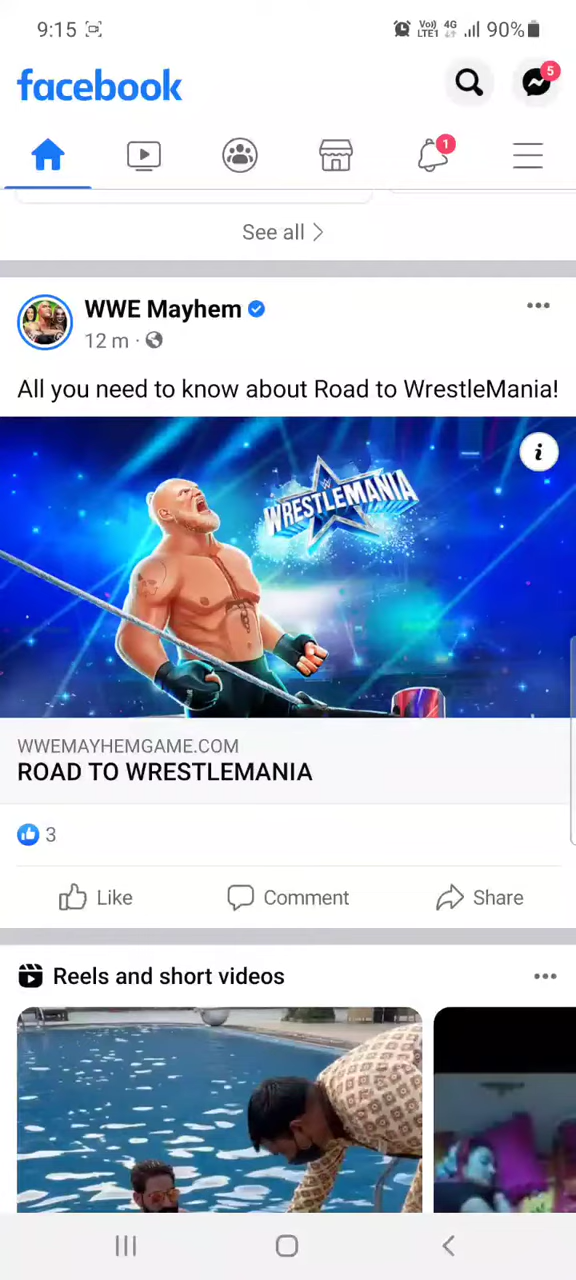 9:15 Vo) LTE1 4G 90%
facebook
5
1
See all
WWE Mayhem
12 m ·
All you need to know about Road to WrestleMania!
WRESTLEMANIA
WWEMAYHEMGAME.COM
ROAD TO WRESTLEMANIA
3
Like Comment Share
Reels and short videos